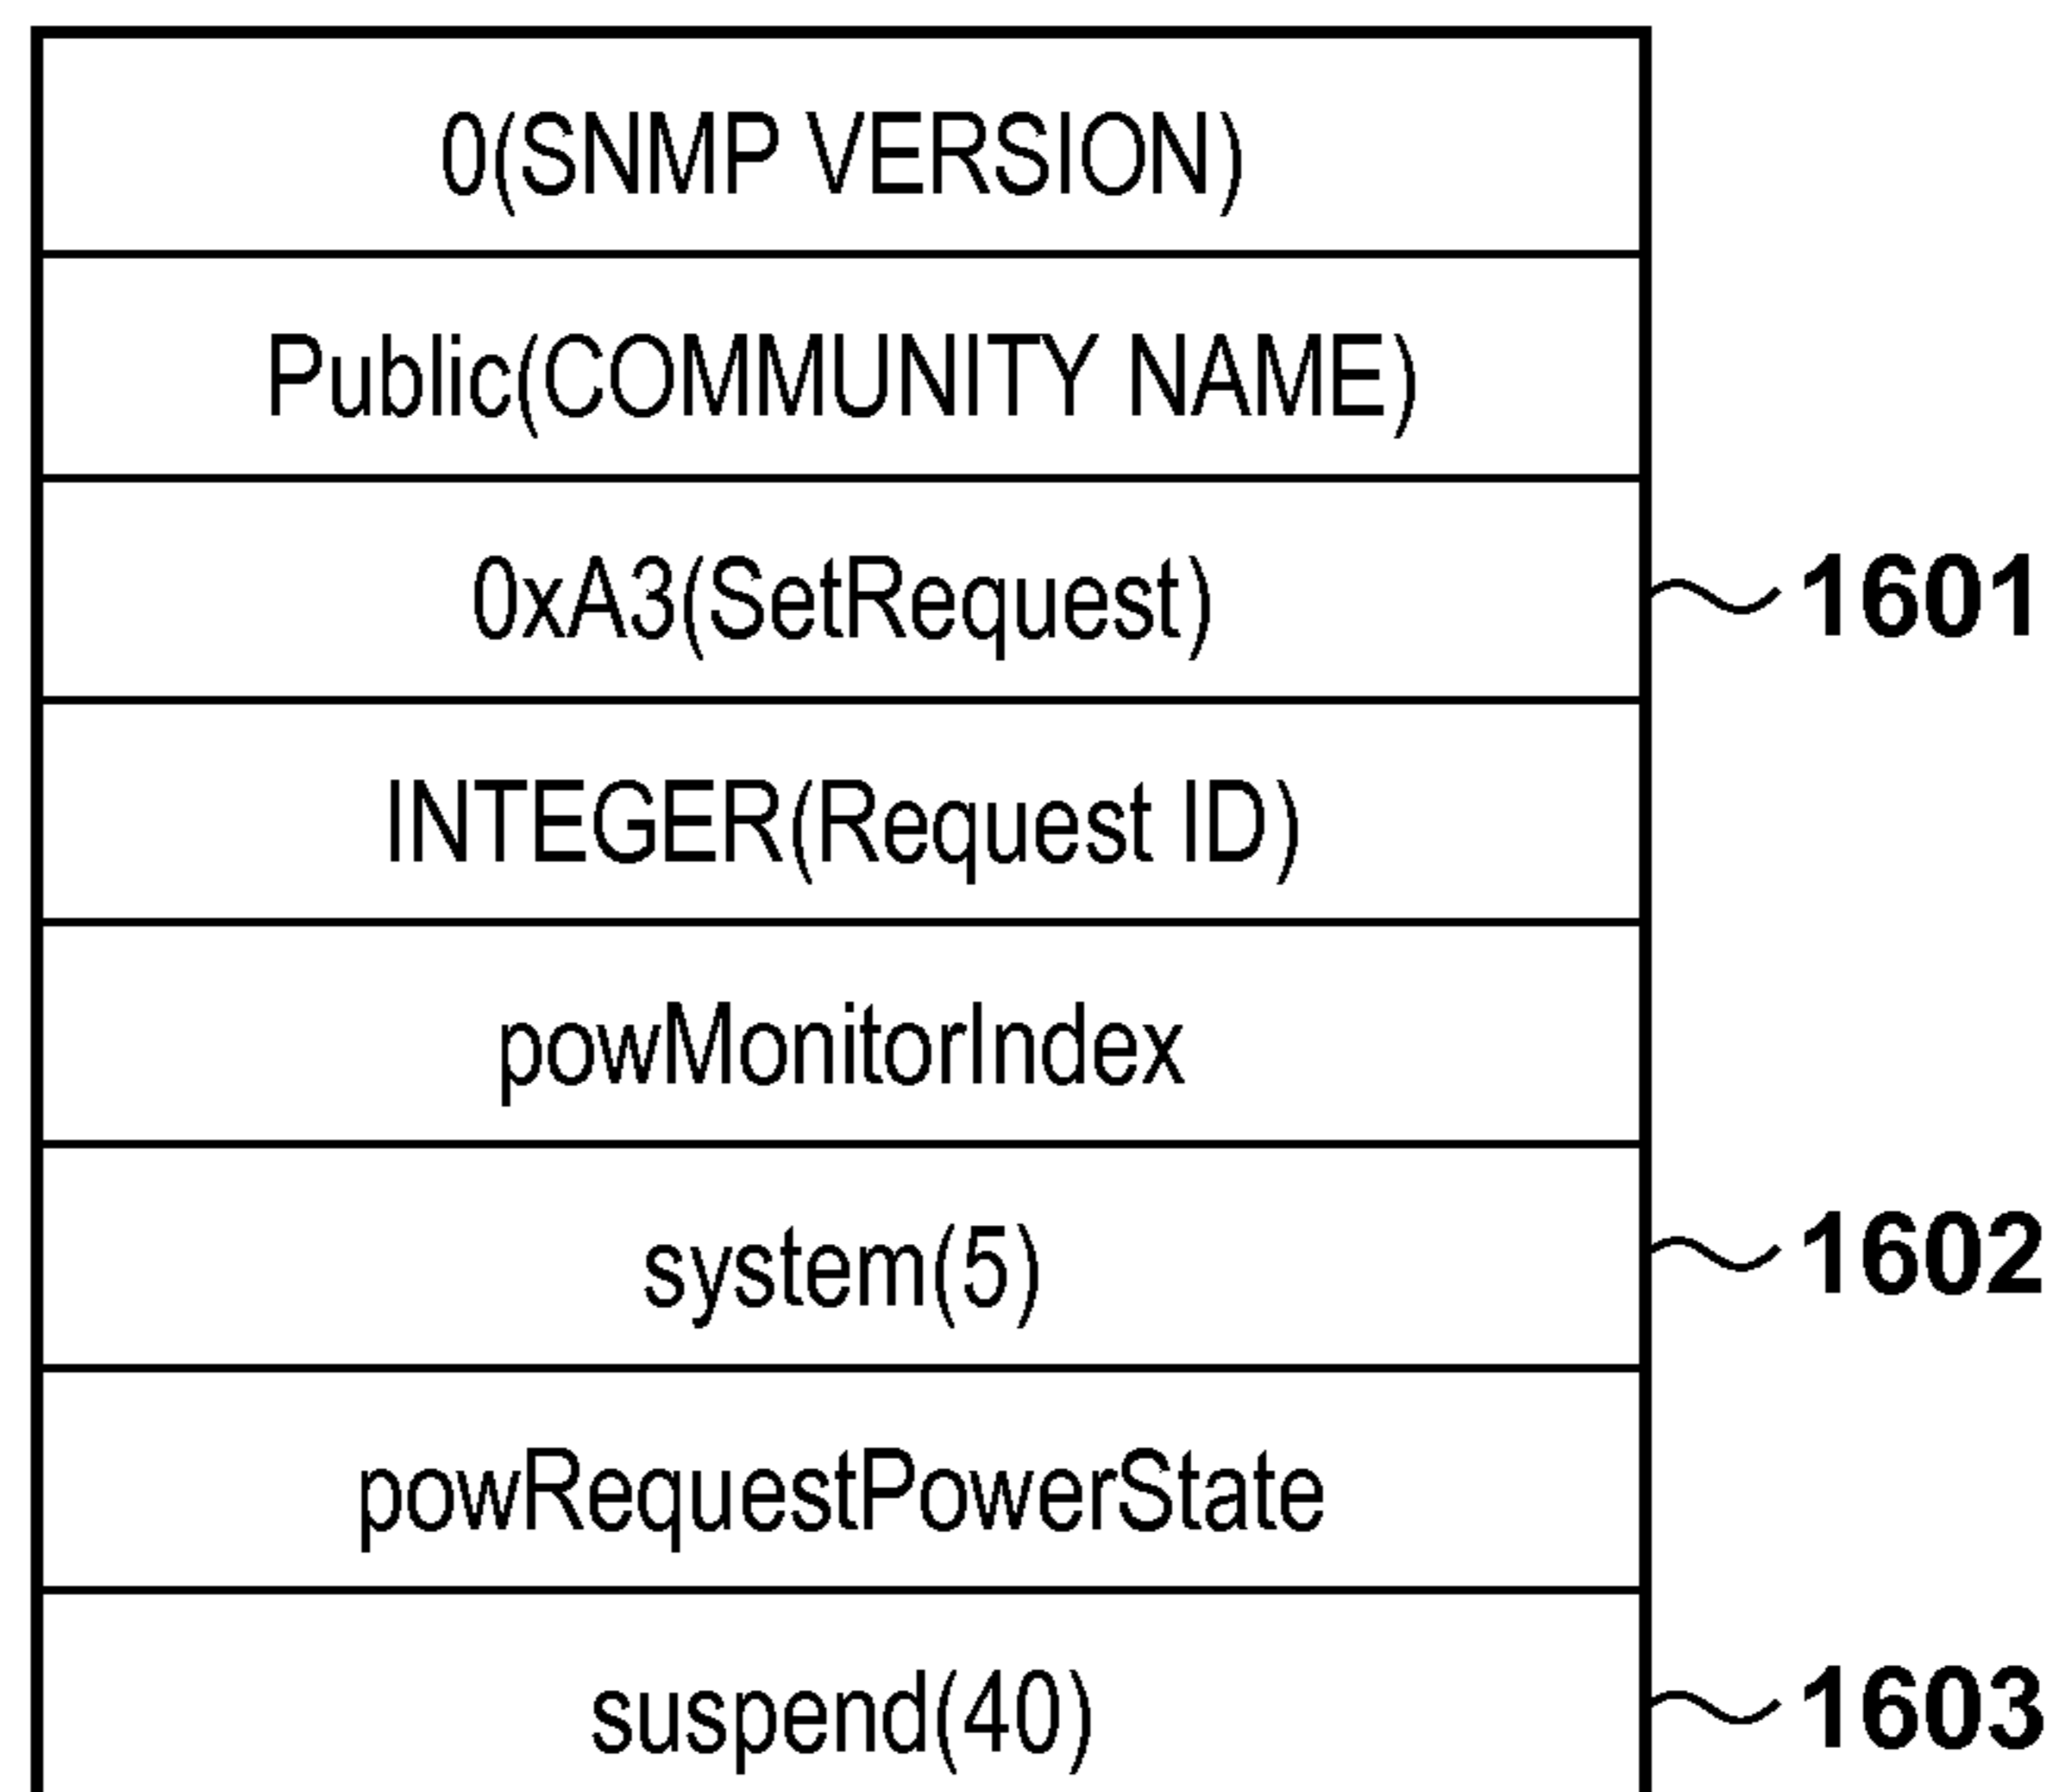 0(SNMP VERSION)
Public(COMMUNITY NAME)
0xA3(SetRequest)
1601
INTEGER(Request ID)
powMonitorIndex
system(5)
1602
powRequestPowerState
suspend(40)
1603